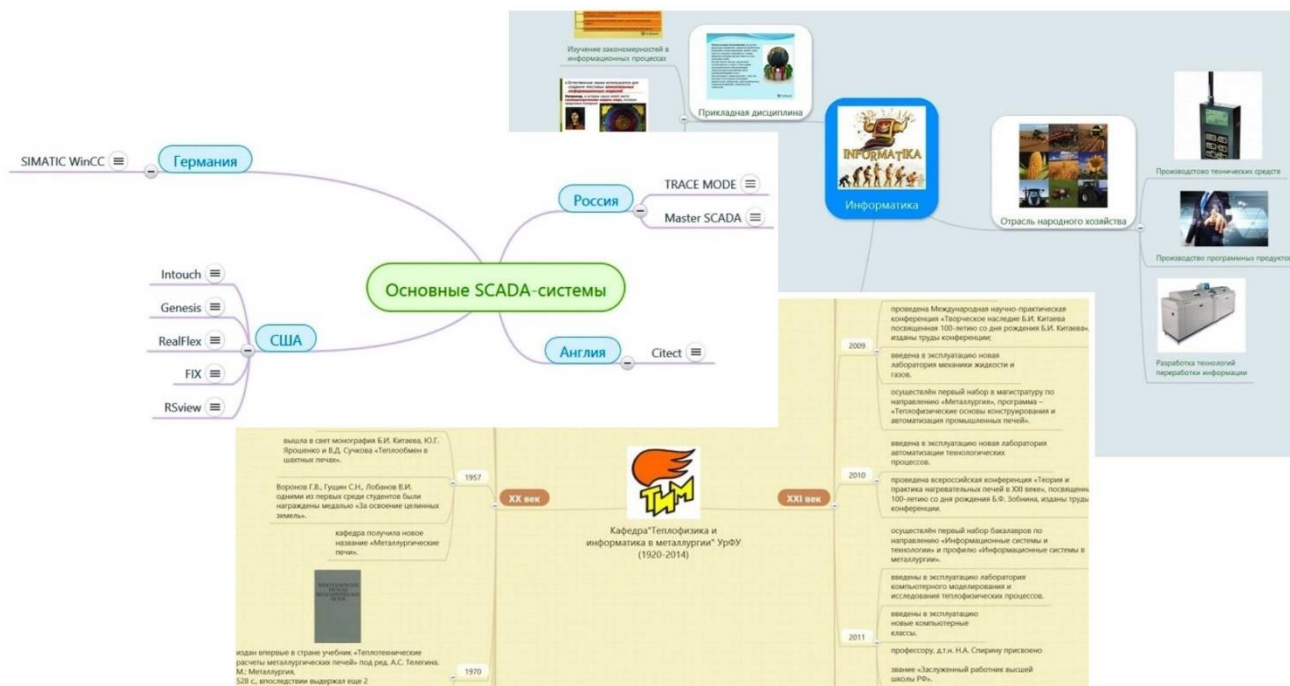 Изучение закономерностей в
информационных процессах
Прикладная дисциплина
INFORMATIKA
Информатика
Отрасль народного хозяйства
Производстово технических средств
Производство программных продуктов
Разработка технологий
переработки информации
SIMATIC WinCC
Германия
Россия
TRACE MODE
Master SCADA
Основные SCADA-системы
Intouch
Genesis
RealFlex
FIX
RSview
США
Англия
Citect
вышла в свет монография Б.И. Китаева, Ю.Г.
Ярошенко и В.Д. Сучкова «Теплообмен в
шахтных печах».
1957
Воронов Г.В., Гущин С.Н., Лобанов В.И.
одними из первых среди студентов были
награждены медалью «За освоение целинных
земель».
кафедра получила новое
название «Металлургические
печи».
издан впервые в стране учебник «Теплотехнические
расчеты металлургических печей» под ред. А.С. Телегина.
М.: Металлургия,
528 с., впоследствии выдержал еще 2
1970
XX век
ТИМ
Кафедра"Теплофизика и
информатика в металлургии" УрФУ
(1920-2014)
XXI век
2009
проведена Международная научно-практическая
конференция «Творческое наследие Б.И. Китаева
посвященная 100-летию со дня рождения Б.И. Китаева»,
изданы труды конференции;
введена в эксплуатацию новая
лаборатория механики жидкости и
газов.
осуществлён первый набор в магистратуру по
направлению «Металлургия», программа –
«Теплофизические основы конструирования и
автоматизация промышленных печей».
2010
введена в эксплуатацию новая лаборатория
автоматизации технологических
процессов.
проведена всероссийская конференция «Теория и
практика нагревательных печей в XXI веке», посвященн
100-летию со дня рождения Б.Ф. Зобнина, изданы труды
конференции.
осуществлён первый набор бакалавров по
направлению «Информационные системы и
технологии» и профилю «Информационные системы в
металлургии».
2011
введены в эксплуатацию лаборатория
компьютерного моделирования и
исследования теплофизических процессов.
введены в эксплуатацию
новые компьютерные
классы.
профессору, д.т.н. Н.А. Спирину присвоено
звание «Заслуженный работник высшей
школы РФ».